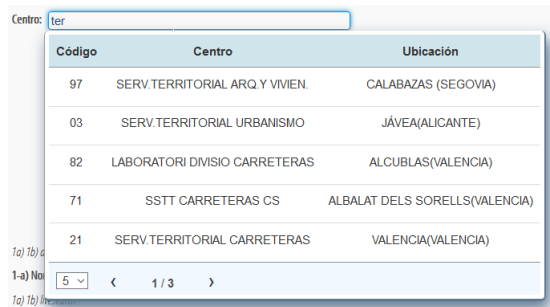 Centro: ter
Código Centro Ubicación
97 SERV.TERRITORIAL ARQ.Y VIVIEN. CALABAZAS (SEGOVIA)
03 SERV.TERRITORIAL URBANISMO JÁVEA(ALICANTE)
82 LABORATORI DIVISIO CARRETERAS ALCUBLAS(VALENCIA)
71 SSTT CARRETERAS CS ALBALAT DELS SORELLS(VALENCIA)
21 SERV.TERRITORIAL CARRETERAS VALENCIA(VALENCIA)
1a) 1b)
1-a)
5 ‹ 1 / 3 ›
1a) 1b)